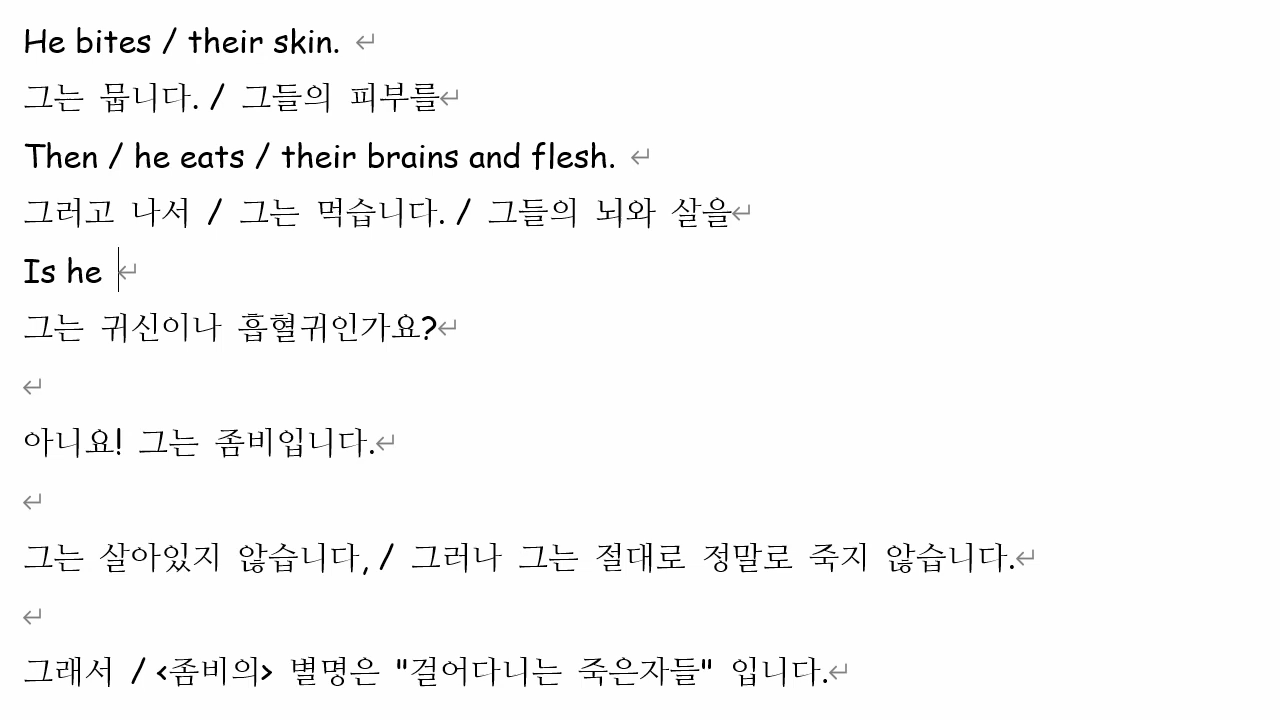 He bites / their skin.
그는 뭅니다. / 그들의 피부를
Then / he eats / their brains and flesh.
그러고 나서 / 그는 먹습니다. / 그들의 뇌와 살을
Is he
그는 귀신이나 흡혈귀인가요?
아니요! 그는 좀비입니다.
그는 살아있지 않습니다, / 그러나 그는 절대로 정말로 죽지 않습니다.
그래서 / <좀비의> 별명은 "걸어다니는 죽은자들" 입니다.